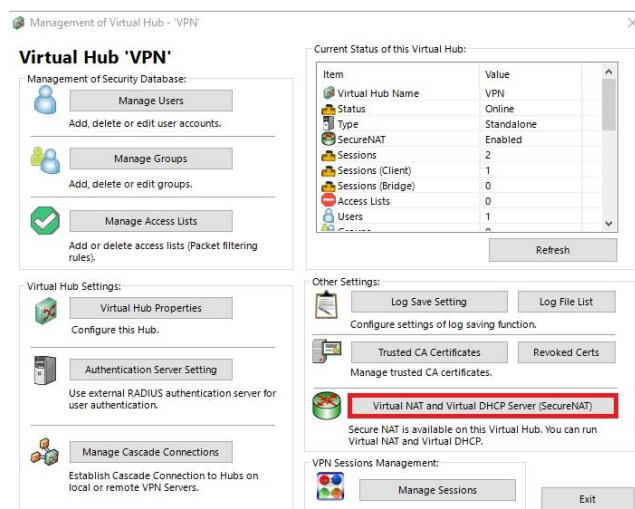 Management of Virtual Hub - 'VPN'
Virtual Hub 'VPN'
Management of Security Database:
Manage Users
Add, delete or edit user accounts.
Manage Groups
Add, delete or edit groups.
Manage Access Lists
Add or delete access lists (Packet filtering
rules).
Current Status of this Virtual Hub:
Item Value
Virtual Hub Name VPN
Status Online
Type Standalone
SecureNAT Enabled
Sessions 2
Sessions (Client) 1
Sessions (Bridge) 0
Access Lists 0
Users 1
Refresh
Virtual Hub Settings:
Virtual Hub Properties
Configure this Hub.
Authentication Server Setting
Use external RADIUS authentication server for
user authentication.
Manage Cascade Connections
Establish Cascade Connection to Hubs on
local or remote VPN Servers.
Other Settings:
Log Save Setting Log File List
Configure settings of log saving function.
Trusted CA Certificates Revoked Certs
Manage trusted CA certificates.
Virtual NAT and Virtual DHCP Server (SecureNAT)
Secure NAT is available on this Virtual Hub. You can run
Virtual NAT and Virtual DHCP.
VPN Sessions Management:
Manage Sessions
Exit